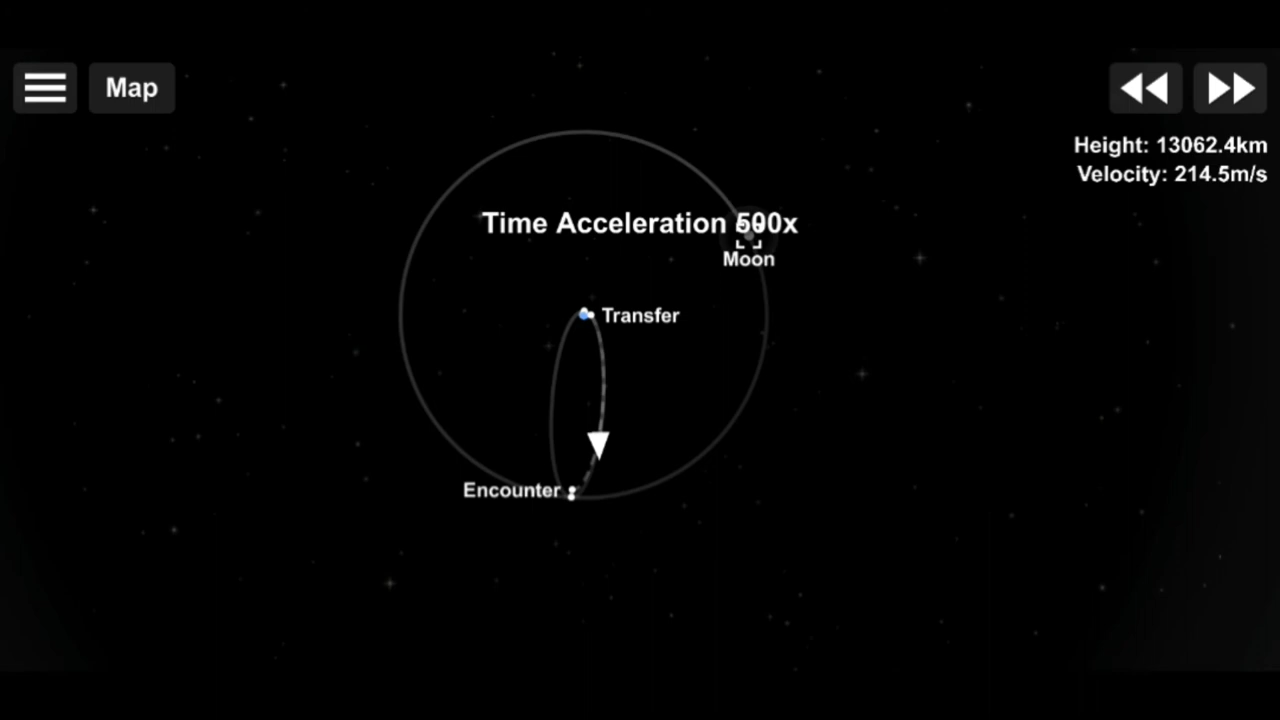 Map
Height: 13062.4km
Velocity: 214.5m/s
Time Acceleration 500x
Moon
Transfer
Encounter